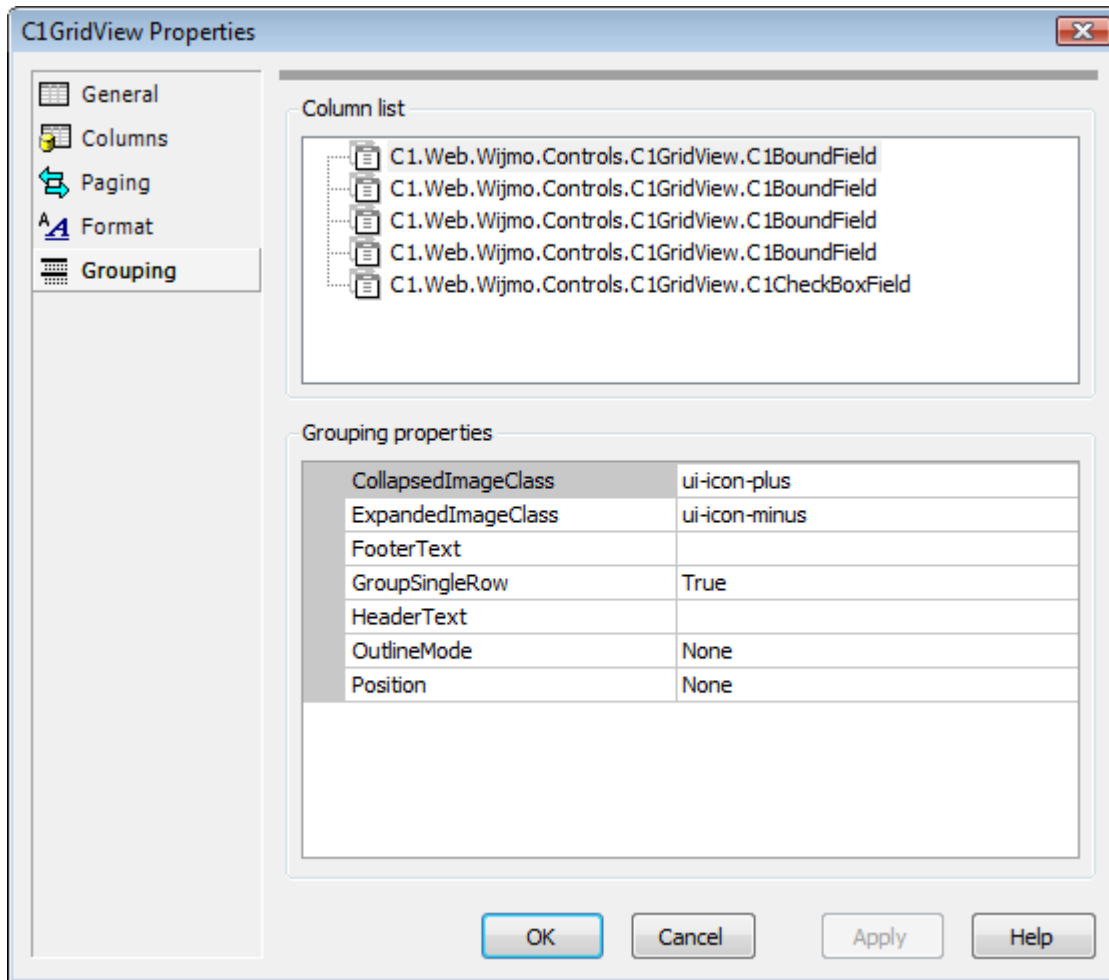 C1GridView Properties
General
Columns
Paging
Format
Grouping
Column list
C1.Web.Wijmo.Controls.C1GridView.C1BoundField
C1.Web.Wijmo.Controls.C1GridView.C1BoundField
C1.Web.Wijmo.Controls.C1GridView.C1BoundField
C1.Web.Wijmo.Controls.C1GridView.C1BoundField
C1.Web.Wijmo.Controls.C1GridView.C1CheckBoxField
Grouping properties
CollapsedImageClass ui-icon-plus
ExpandedImageClass ui-icon-minus
FooterText
GroupSingleRow True
HeaderText
OutlineMode None
Position None
OK Cancel Apply Help